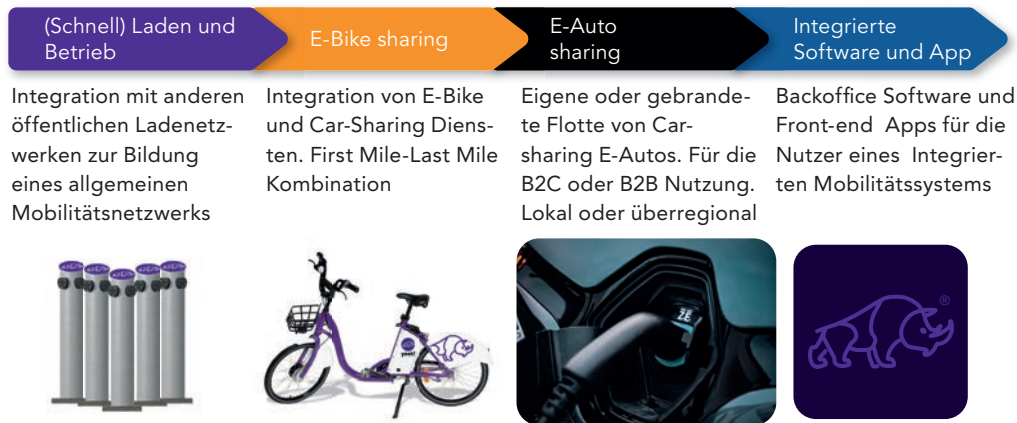 (Schnell) Laden und
Betrieb
E-Bike sharing
E-Auto
sharing
Integrierte
Software und App
Integration mit anderen
öffentlichen Ladenetz-
werken zur Bildung
eines allgemeinen
Mobilitätsnetzwerks
Integration von E-Bike
und Car-Sharing Diens-
ten. First Mile-Last Mile
Kombination
Eigene oder gebrande-
te Flotte von Car-
sharing E-Autos. Für die
B2C oder B2B Nutzung.
Lokal oder überregional
Backoffice Software und
Front-end Apps für die
Nutzer eines Integrier-
ten Mobilitätssystems
ZE
®